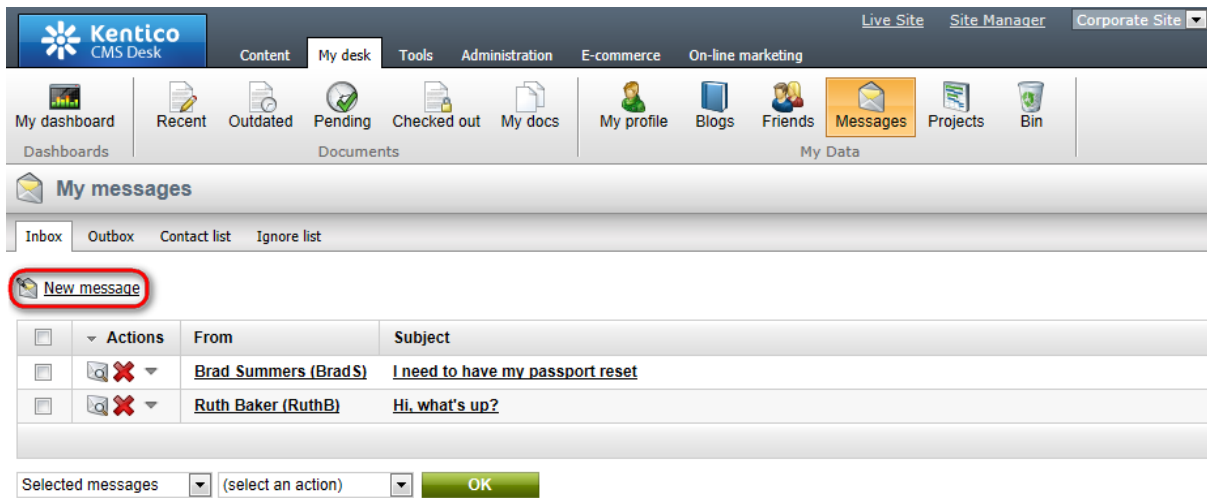 Live Site Site Manager Corporate Site
Kentico
CMS Desk
Content My desk Tools Administration E-commerce On-line marketing
My dashboard Recent Outdated Pending Checked out My docs My profile Blogs Friends Messages Projects Bin
Dashboards Documents My Data
My messages
Inbox Outbox Contact list Ignore list
New message
Actions From Subject
Brad Summers (BradS) I need to have my passport reset
Ruth Baker (RuthB) Hi, what's up?
Selected messages (select an action) OK